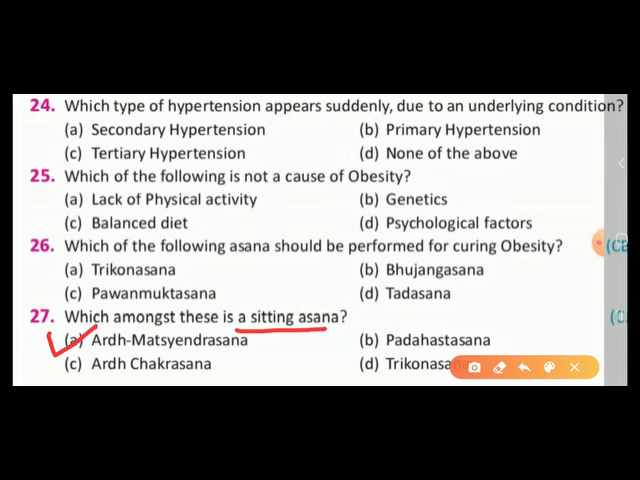 24. Which type of hypertension appears suddenly, due to an underlying condition?
(a) Secondary Hypertension (b) Primary Hypertension
(c) Tertiary Hypertension (d) None of the above
25. Which of the following is not a cause of Obesity?
(a) Lack of Physical activity (b) Genetics
(c) Balanced diet (d) Psychological factors
26. Which of the following asana should be performed for curing Obesity?
(a) Trikonasana (b) Bhujangasana
(c) Pawanmuktasana (d) Tadasana
27. Which amongst these is a sitting asana?
(a) Ardh-Matsyendrasana (b) Padahastasana
(c) Ardh Chakrasana (d)